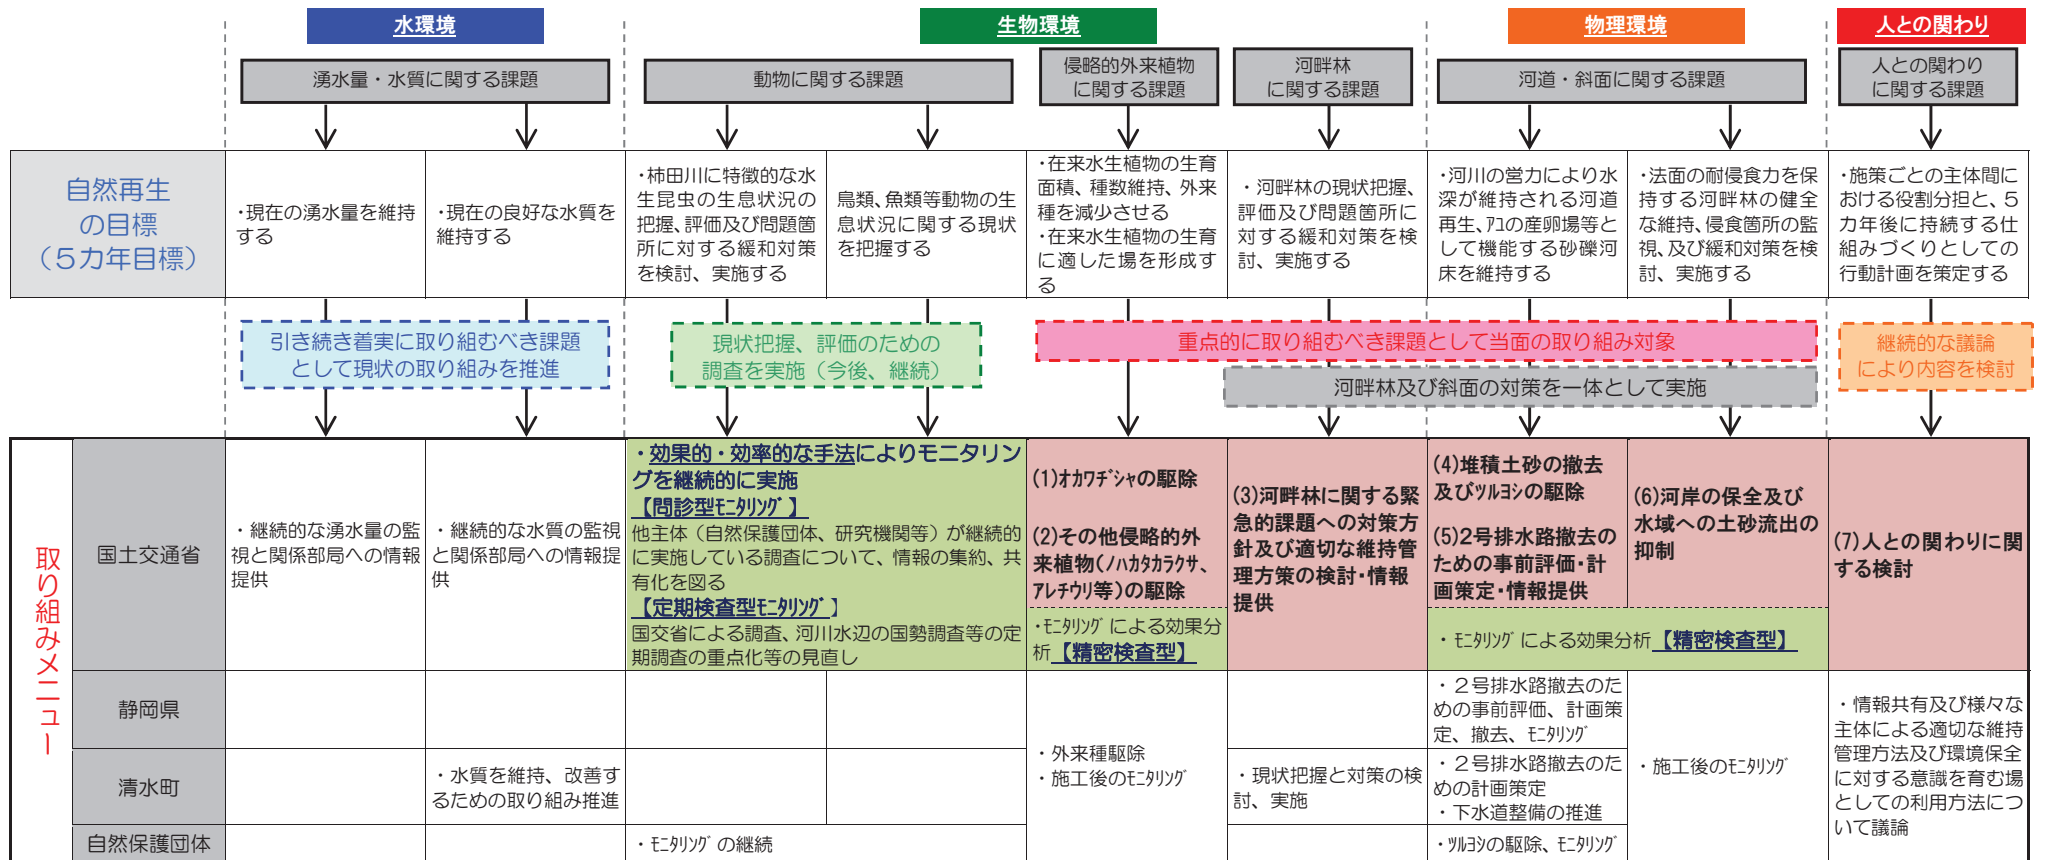 水環境
生物環境
物理環境
人との関わり
湧水量・水質に関する課題
動物に関する課題
侵略的外来植物
に関する課題
河畔林
に関する課題
河道・斜面に関する課題
人との関わり
に関する課題
自然再生
の目標
（５カ年目標）
・現在の湧水量を維持
する
・現在の良好な水質を
維持する
・柿田川に特徴的な水
生昆虫の生息状況の
把握、評価及び問題箇
所に対する緩和対策
を検討、実施する
鳥類、魚類等動物の生
息状況に関する現状
を把握する
・在来水生植物の生育
面積、種数維持、外来
種を減少させる
・在来水生植物の生育
に適した場を形成す
る
・河畔林の現状把握、
評価及び問題箇所に
対する緩和対策を検
討、実施する
・河川の営力により水
深が維持される河道
再生、ｱﾕの産卵場等と
して機能する砂礫河
床を維持する
・法面の耐侵食力を保
持する河畔林の健全
な維持、侵食箇所の監
視、及び緩和対策を検
討、実施する
・施策ごとの主体間に
おける役割分担と、５
カ年後に持続する仕
組みづくりとしての
行動計画を策定する
引き続き着実に取り組むべき課題
として現状の取り組みを推進
現状把握、評価のための
調査を実施（今後、継続）
重点的に取り組むべき課題として当面の取り組み対象
河畔林及び斜面の対策を一体として実施
継続的な議論
により内容を検討
取り組みメニュー
国土交通省
・継続的な湧水量の監
視と関係部局への情報
提供
・継続的な水質の監視
と関係部局への情報提
供
・効果的・効率的な手法によりモニタリン
グを継続的に実施
【問診型ﾓﾆﾀﾘﾝｸﾞ】
他主体（自然保護団体、研究機関等）が継続的
に実施している調査について、情報の集約、共
有化を図る
【定期検査型ﾓﾆﾀﾘﾝｸﾞ】
国交省による調査、河川水辺の国勢調査等の定
期調査の重点化等の見直し
(1)ｵｵｶﾜﾁﾞｼｬの駆除
(2)その他侵略的外
来植物(ﾉﾊｶﾀｶﾗｸｻ、
ｱﾚﾁｳﾘ等)の駆除
・ﾓﾆﾀﾘﾝｸﾞによる効果分
析【精密検査型】
(3)河畔林に関する緊
急的課題への対策方
針及び適切な維持管
理方策の検討・情報
提供
(4)堆積土砂の撤去
及びﾂﾙﾖｼの駆除
(5)2号排水路撤去の
ための事前評価・計
画策定・情報提供
(6)河岸の保全及び
水域への土砂流出の
抑制
・ﾓﾆﾀﾘﾝｸﾞによる効果分析【精密検査型】
(7)人との関わりに関
する検討
静岡県
・２号排水路撤去のた
めの事前評価、計画策
定、撤去、ﾓﾆﾀﾘﾝｸﾞ
清水町
・水質を維持、改善す
るための取り組み推進
・外来種駆除
・施工後のﾓﾆﾀﾘﾝｸﾞ
・現状把握と対策の検
討、実施
・２号排水路撤去のた
めの計画策定
・下水道整備の推進
・施工後のﾓﾆﾀﾘﾝｸﾞ
・情報共有及び様々な
主体による適切な維持
管理方法及び環境保全
に対する意識を育む場
としての利用方法につ
いて議論
自然保護団体
・ﾓﾆﾀﾘﾝｸﾞの継続
・ﾂﾙﾖｼの駆除、ﾓﾆﾀﾘﾝｸﾞ